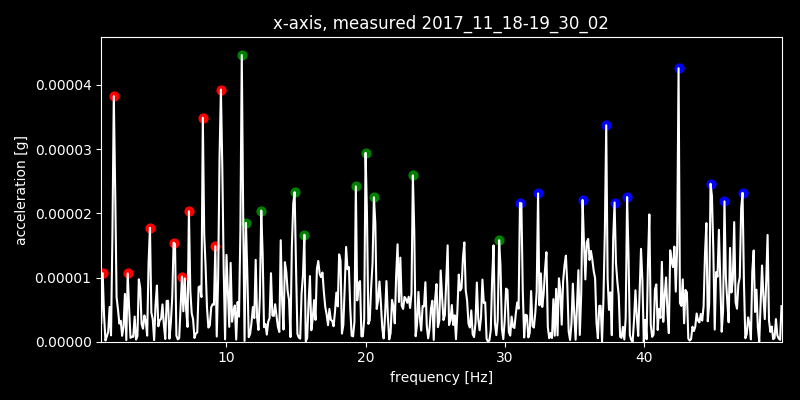 x-axis, measured 2017_11_18-19_30_02
acceleration [g]
0.00004
0.00003
0.00002
0.00001
0.00000
10 20 30 40
frequency [Hz]